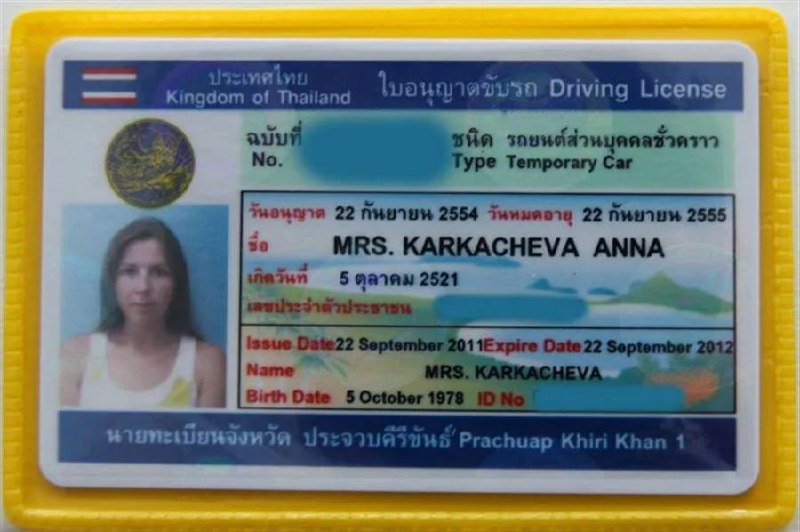 ประเทศไทย
Kingdom of Thailand
ใบอนุญาตขับรถ Driving License
ฉบับที่
No.
ชนิด รถยนต์ส่วนบุคคลชั่วคราว
Type Temporary Car
วันอนุญาต 22 กันยายน 2554 วันหมดอายุ 22 กันยายน 2555
ชื่อ MRS. KARKACHEVA ANNA
เกิดวันที่ 5 ตุลาคม 2521
เลขประจำตัวประชาชน
Issue Date 22 September 2011 Expire Date 22 September 2012
Name MRS. KARKACHEVA
Birth Date 5 October 1978 ID No
นายทะเบียนจังหวัด ประจวบคีรีขันธ์/Prachuap Khiri Khan 1